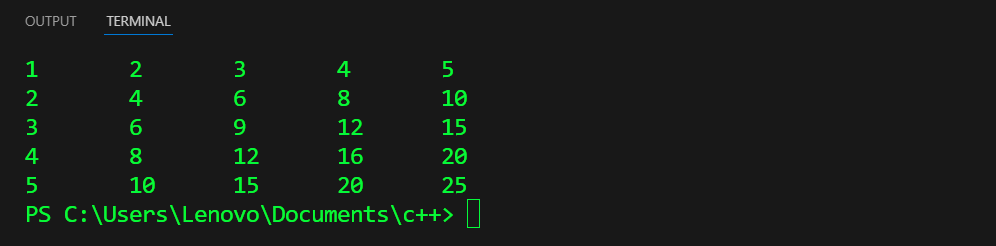 OUTPUT TERMINAL
1 2 3 4 5
2 4 6 8 10
3 6 9 12 15
4 8 12 16 20
5 10 15 20 25
PS C:\Users\Lenovo\Documents\c++>